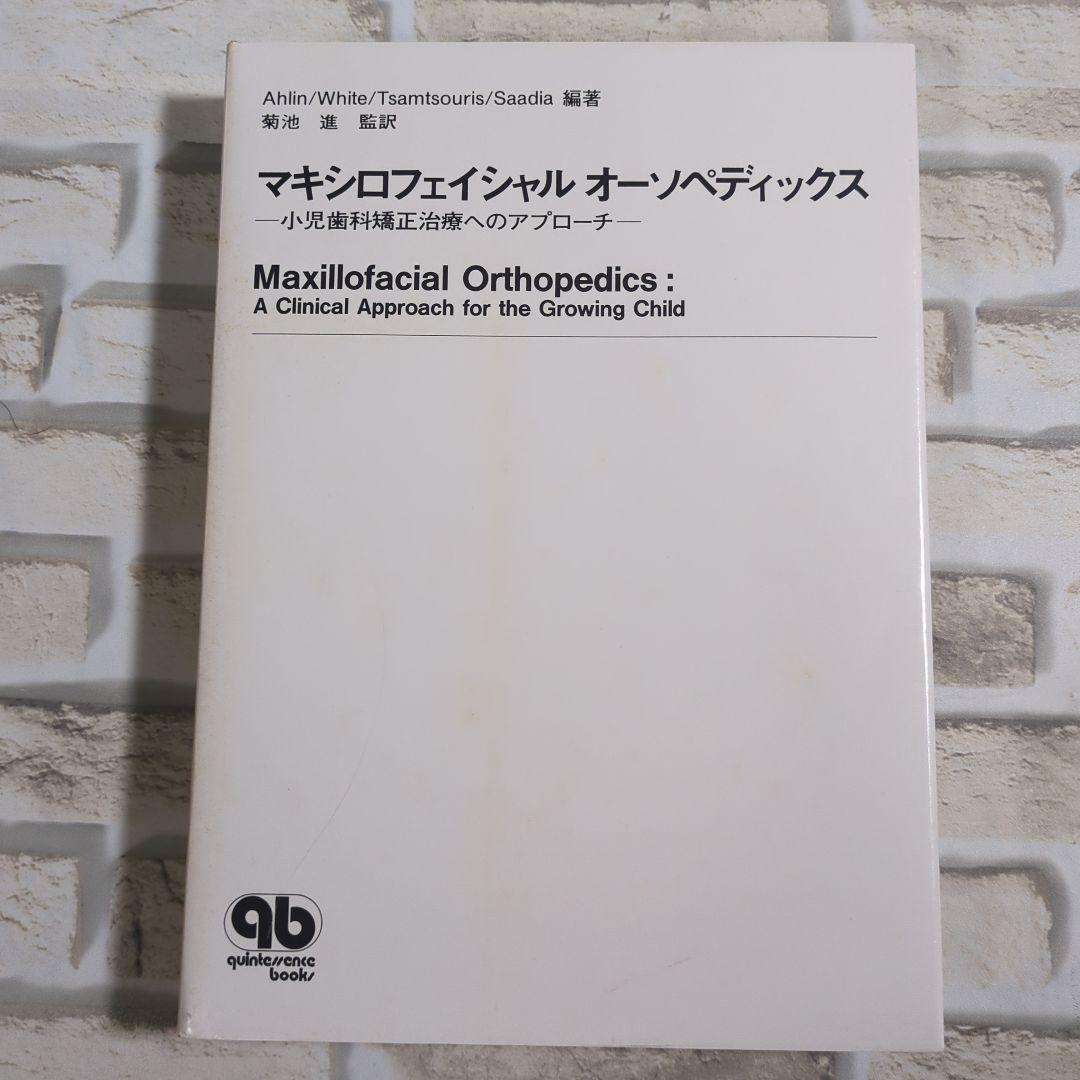 Ahlin/White/Tsamtsouris/Saadia 編著
菊池 進 監訳
マキシロフェイシャル オーソペディックス
―小児歯科矯正治療へのアプローチ―
Maxillofacial Orthopedics:
A Clinical Approach for the Growing Child
qb
quintessence
books